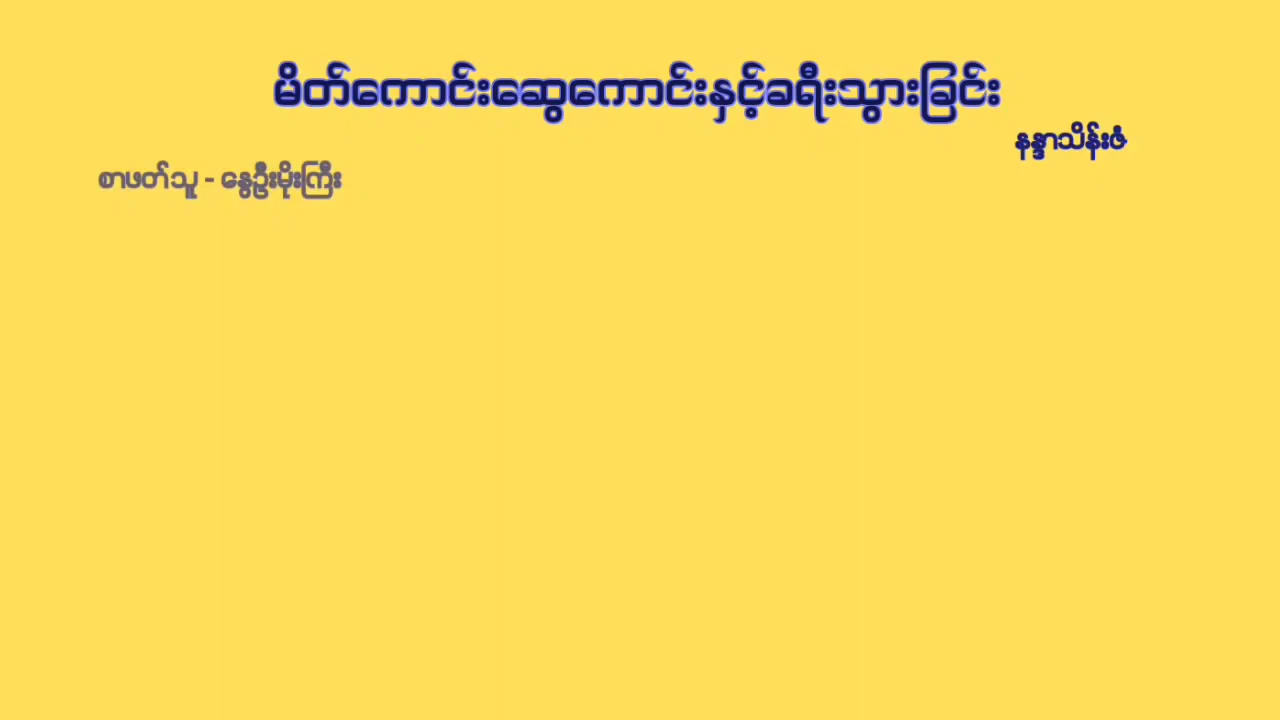 မိတ်ကောင်းဆွေကောင်းနှင့်ခရီးသွားခြင်း
နန္ဒာသိန်းဇံ
စာဖတ်သူ - နွေဦးမိုးကြီး